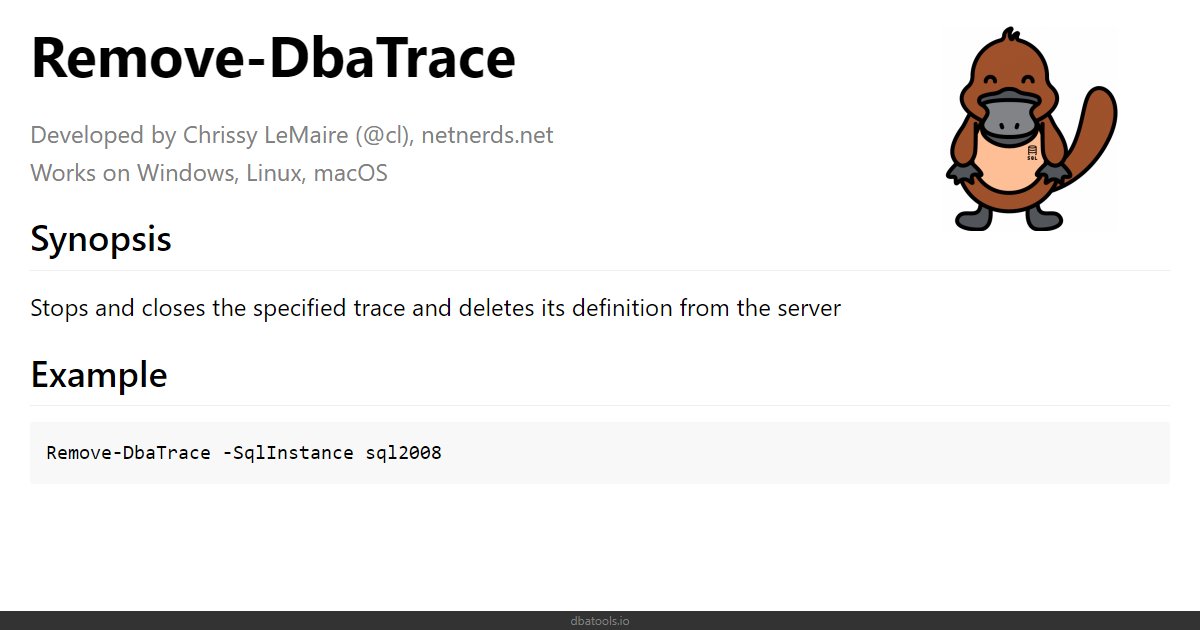 Remove-DbaTrace
Developed by Chrissy LeMaire (@cl), netnerds.net
Works on Windows, Linux, macOS
SQL
Synopsis
Stops and closes the specified trace and deletes its definition from the server
Example
Remove-DbaTrace -SqlInstance sql2008
dbatools.io